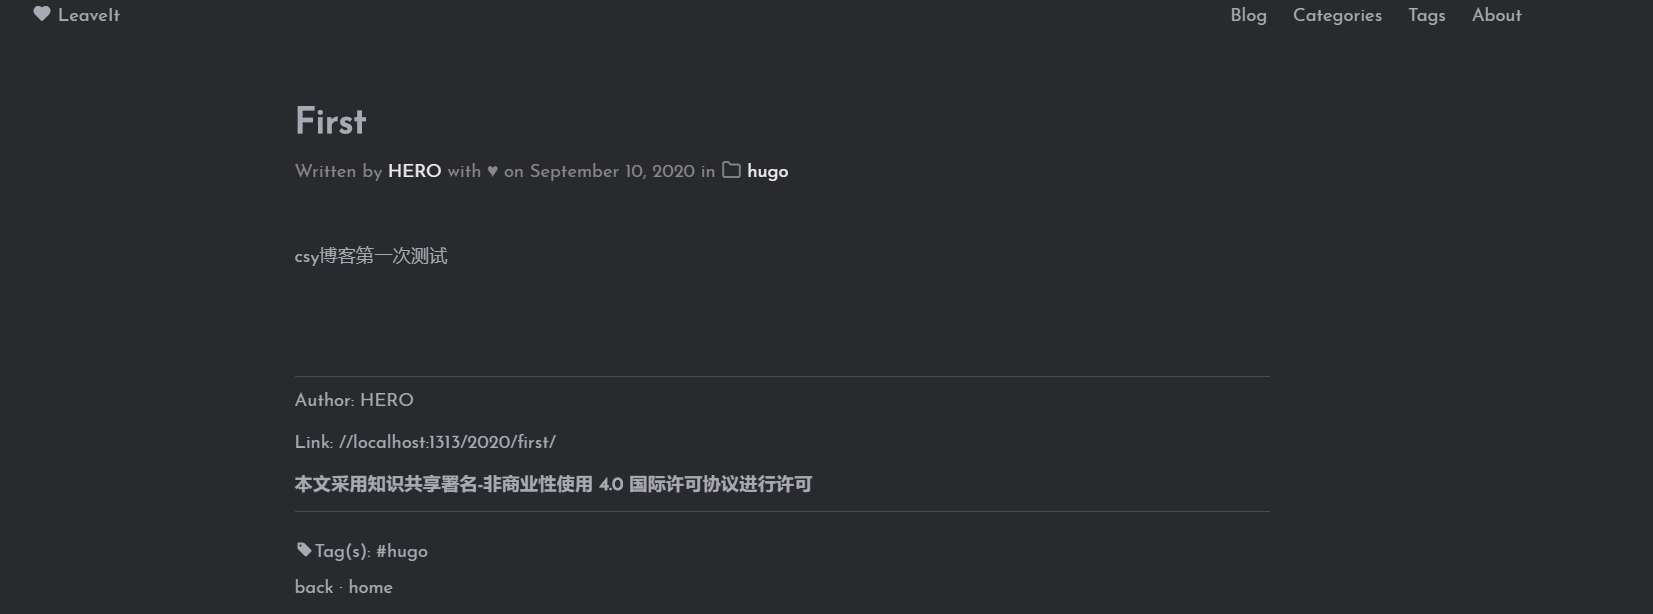 LeaveIt Blog Categories Tags About
First
Written by HERO with ♥ on September 10, 2020 in hugo
csy博客第一次测试
Author: HERO
Link: //localhost:1313/2020/first/
本文采用知识共享署名-非商业性使用 4.0 国际许可协议进行许可
Tag(s): #hugo
back · home